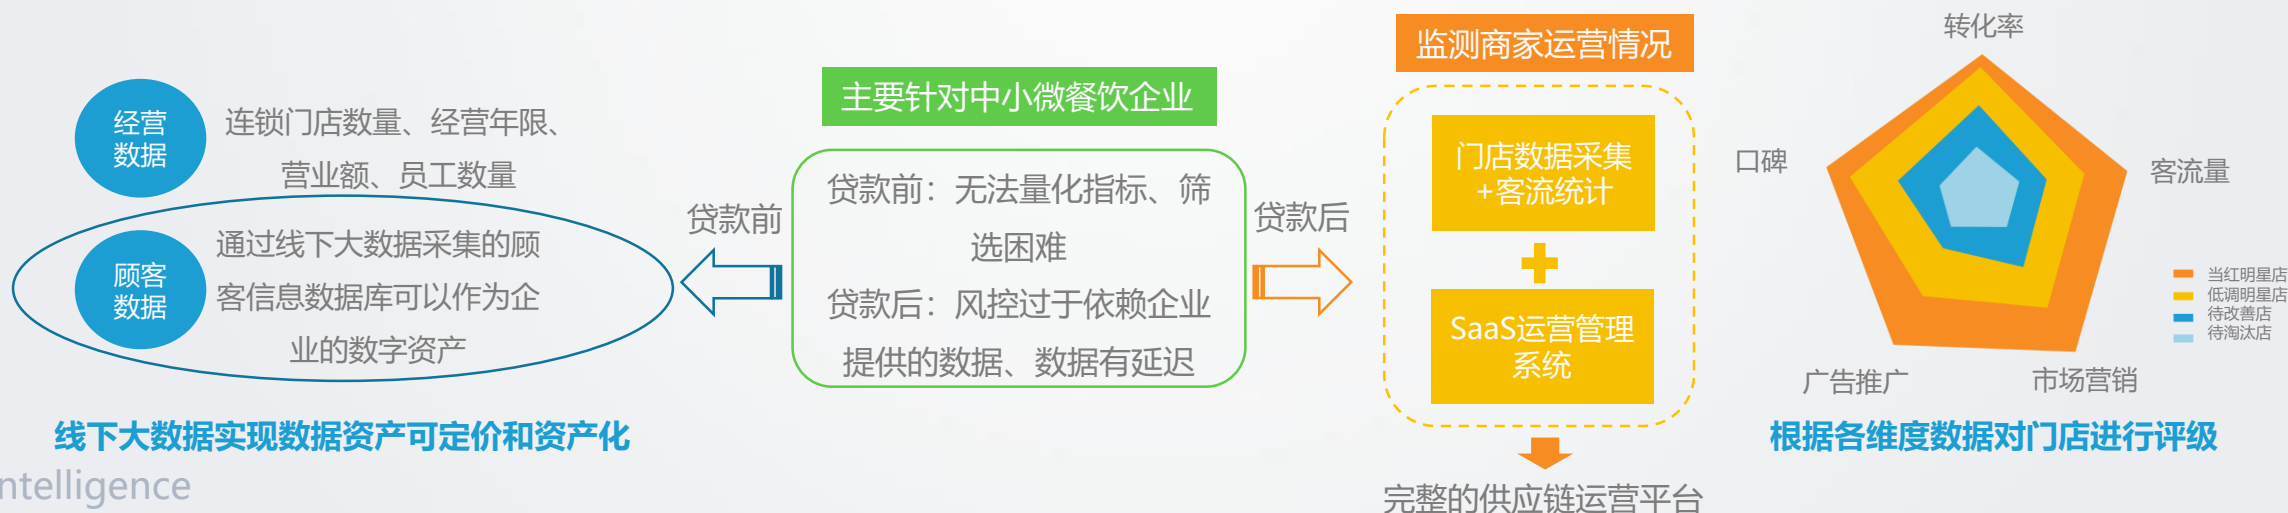 经营
数据
连锁门店数量、经营年限、
营业额、员工数量
顾客
数据
通过线下大数据采集的顾
客信息数据库可以作为企
业的数字资产
线下大数据实现数据资产可定价和资产化
ntelligence
贷款前
主要针对中小微餐饮企业
贷款前：无法量化指标、筛
选困难
贷款后：风控过于依赖企业
提供的数据、数据有延迟
贷款后
监测商家运营情况
门店数据采集
+客流统计
SaaS运营管理
系统
完整的供应链运营平台
转化率
口碑
客流量
广告推广
市场营销
当红明星店
低调明星店
待改善店
待淘汰店
根据各维度数据对门店进行评级